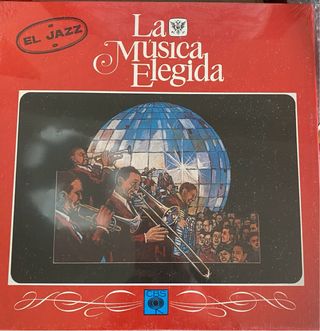 EL JAZZ
La
Música
Elegida
CBS